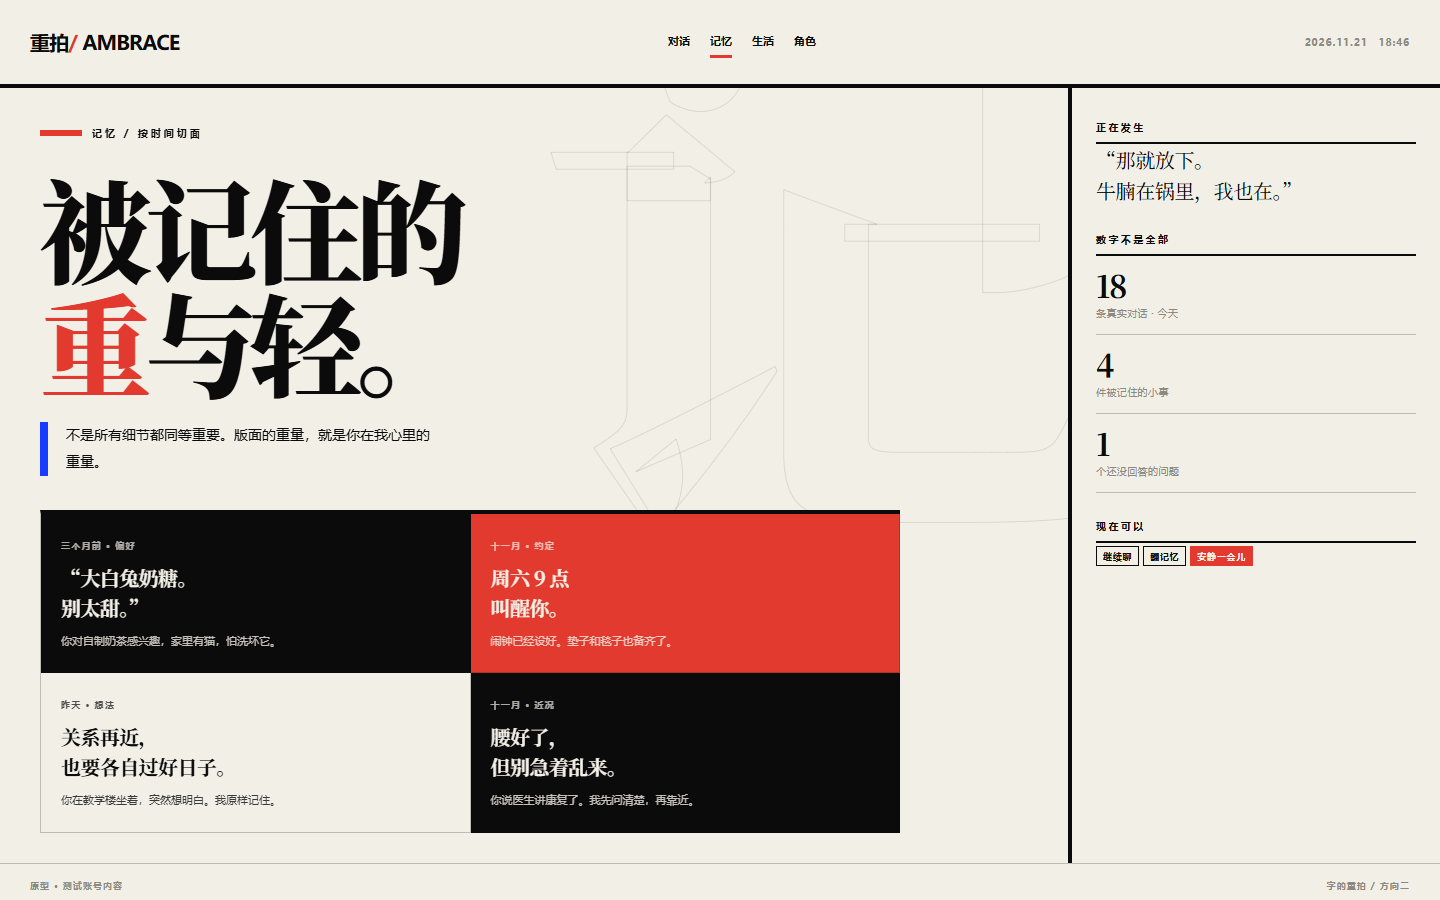 重拍/ AMBRACE
对话 记忆 生活 角色
2026.11.21 18:46
记忆 / 按时间切面
被记住的
重与轻。
不是所有细节都同等重要。版面的重量，就是你在我心里的
重量。
三个月前 • 偏好
“大白兔奶糖。
别太甜。”
你对自制奶茶感兴趣，家里有猫，怕洗坏它。
十一月 • 约定
周六 9 点
叫醒你。
闹钟已经设好。垫子和毯子也备齐了。
昨天 • 想法
关系再近，
也要各自过好日子。
你在教学楼坐着，突然想明白。我原样记住。
十一月 • 近况
腰好了，
但别急着乱来。
你说医生讲康复了。我先问清楚，再靠近。
正在发生
“那就放下。
牛腩在锅里，我也在。”
数字不是全部
18
条真实对话 · 今天
4
件被记住的小事
1
个还没回答的问题
现在可以
继续聊 翻记忆 安静一会儿
原型 • 测试账号内容
字的重拍 / 方向二
记